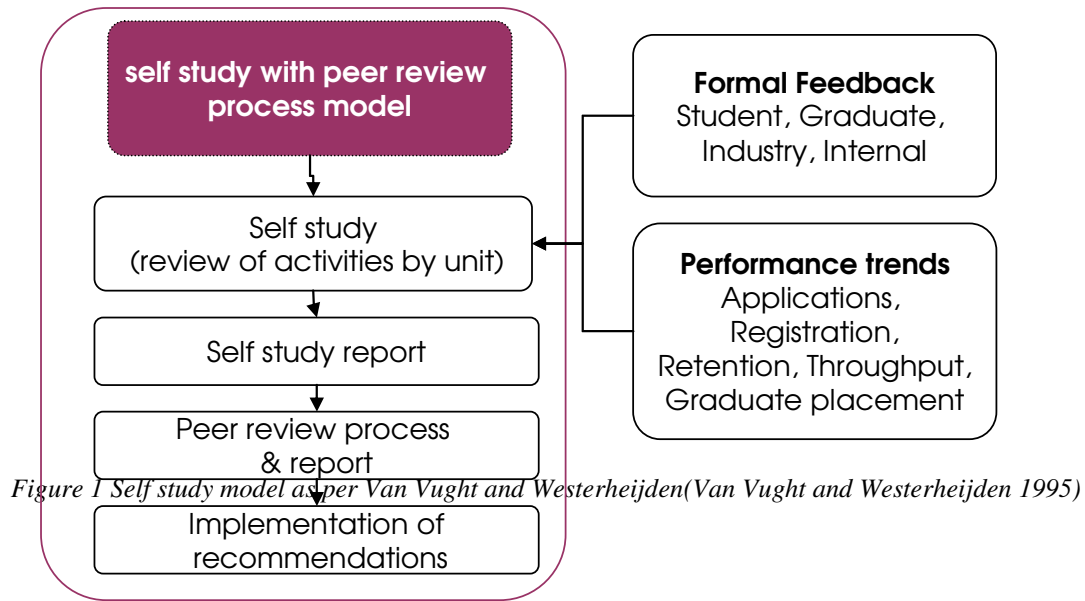 self study with peer review
process model
Self study
(review of activities by unit)
Self study report
Peer review process
& report
Implementation of
recommendations
Formal Feedback
Student, Graduate,
Industry, Internal
Performance trends
Applications,
Registration,
Retention, Throughput,
Graduate placement
Figure 1 Self study model as per Van Vught and Westerheijden(Van Vught and Westerheijden 1995)